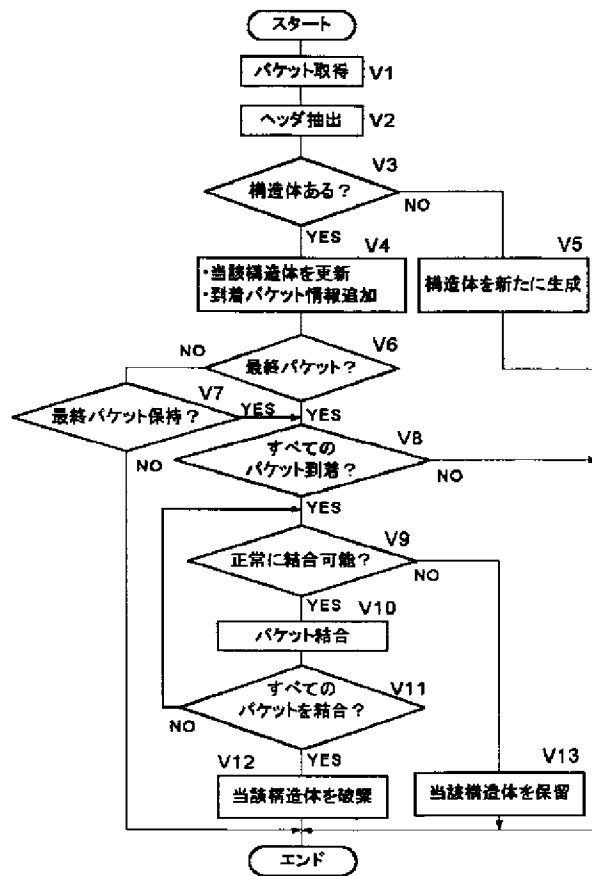 スタート
パケット取得
V1
ヘッダ抽出
V2
V3
構造体ある？
NO
YES
V4
・当該構造体を更新
・到着パケット情報追加
V5
構造体を新たに生成
V6
NO
最終パケット？
V7
YES
最終パケット保持？
YES
NO
V8
すべての
パケット到着？
NO
YES
V9
正常に結合可能？
NO
YES
V10
パケット結合
V11
すべての
パケットを結合？
NO
YES
V12
当該構造体を破棄
V13
当該構造体を保留
エンド